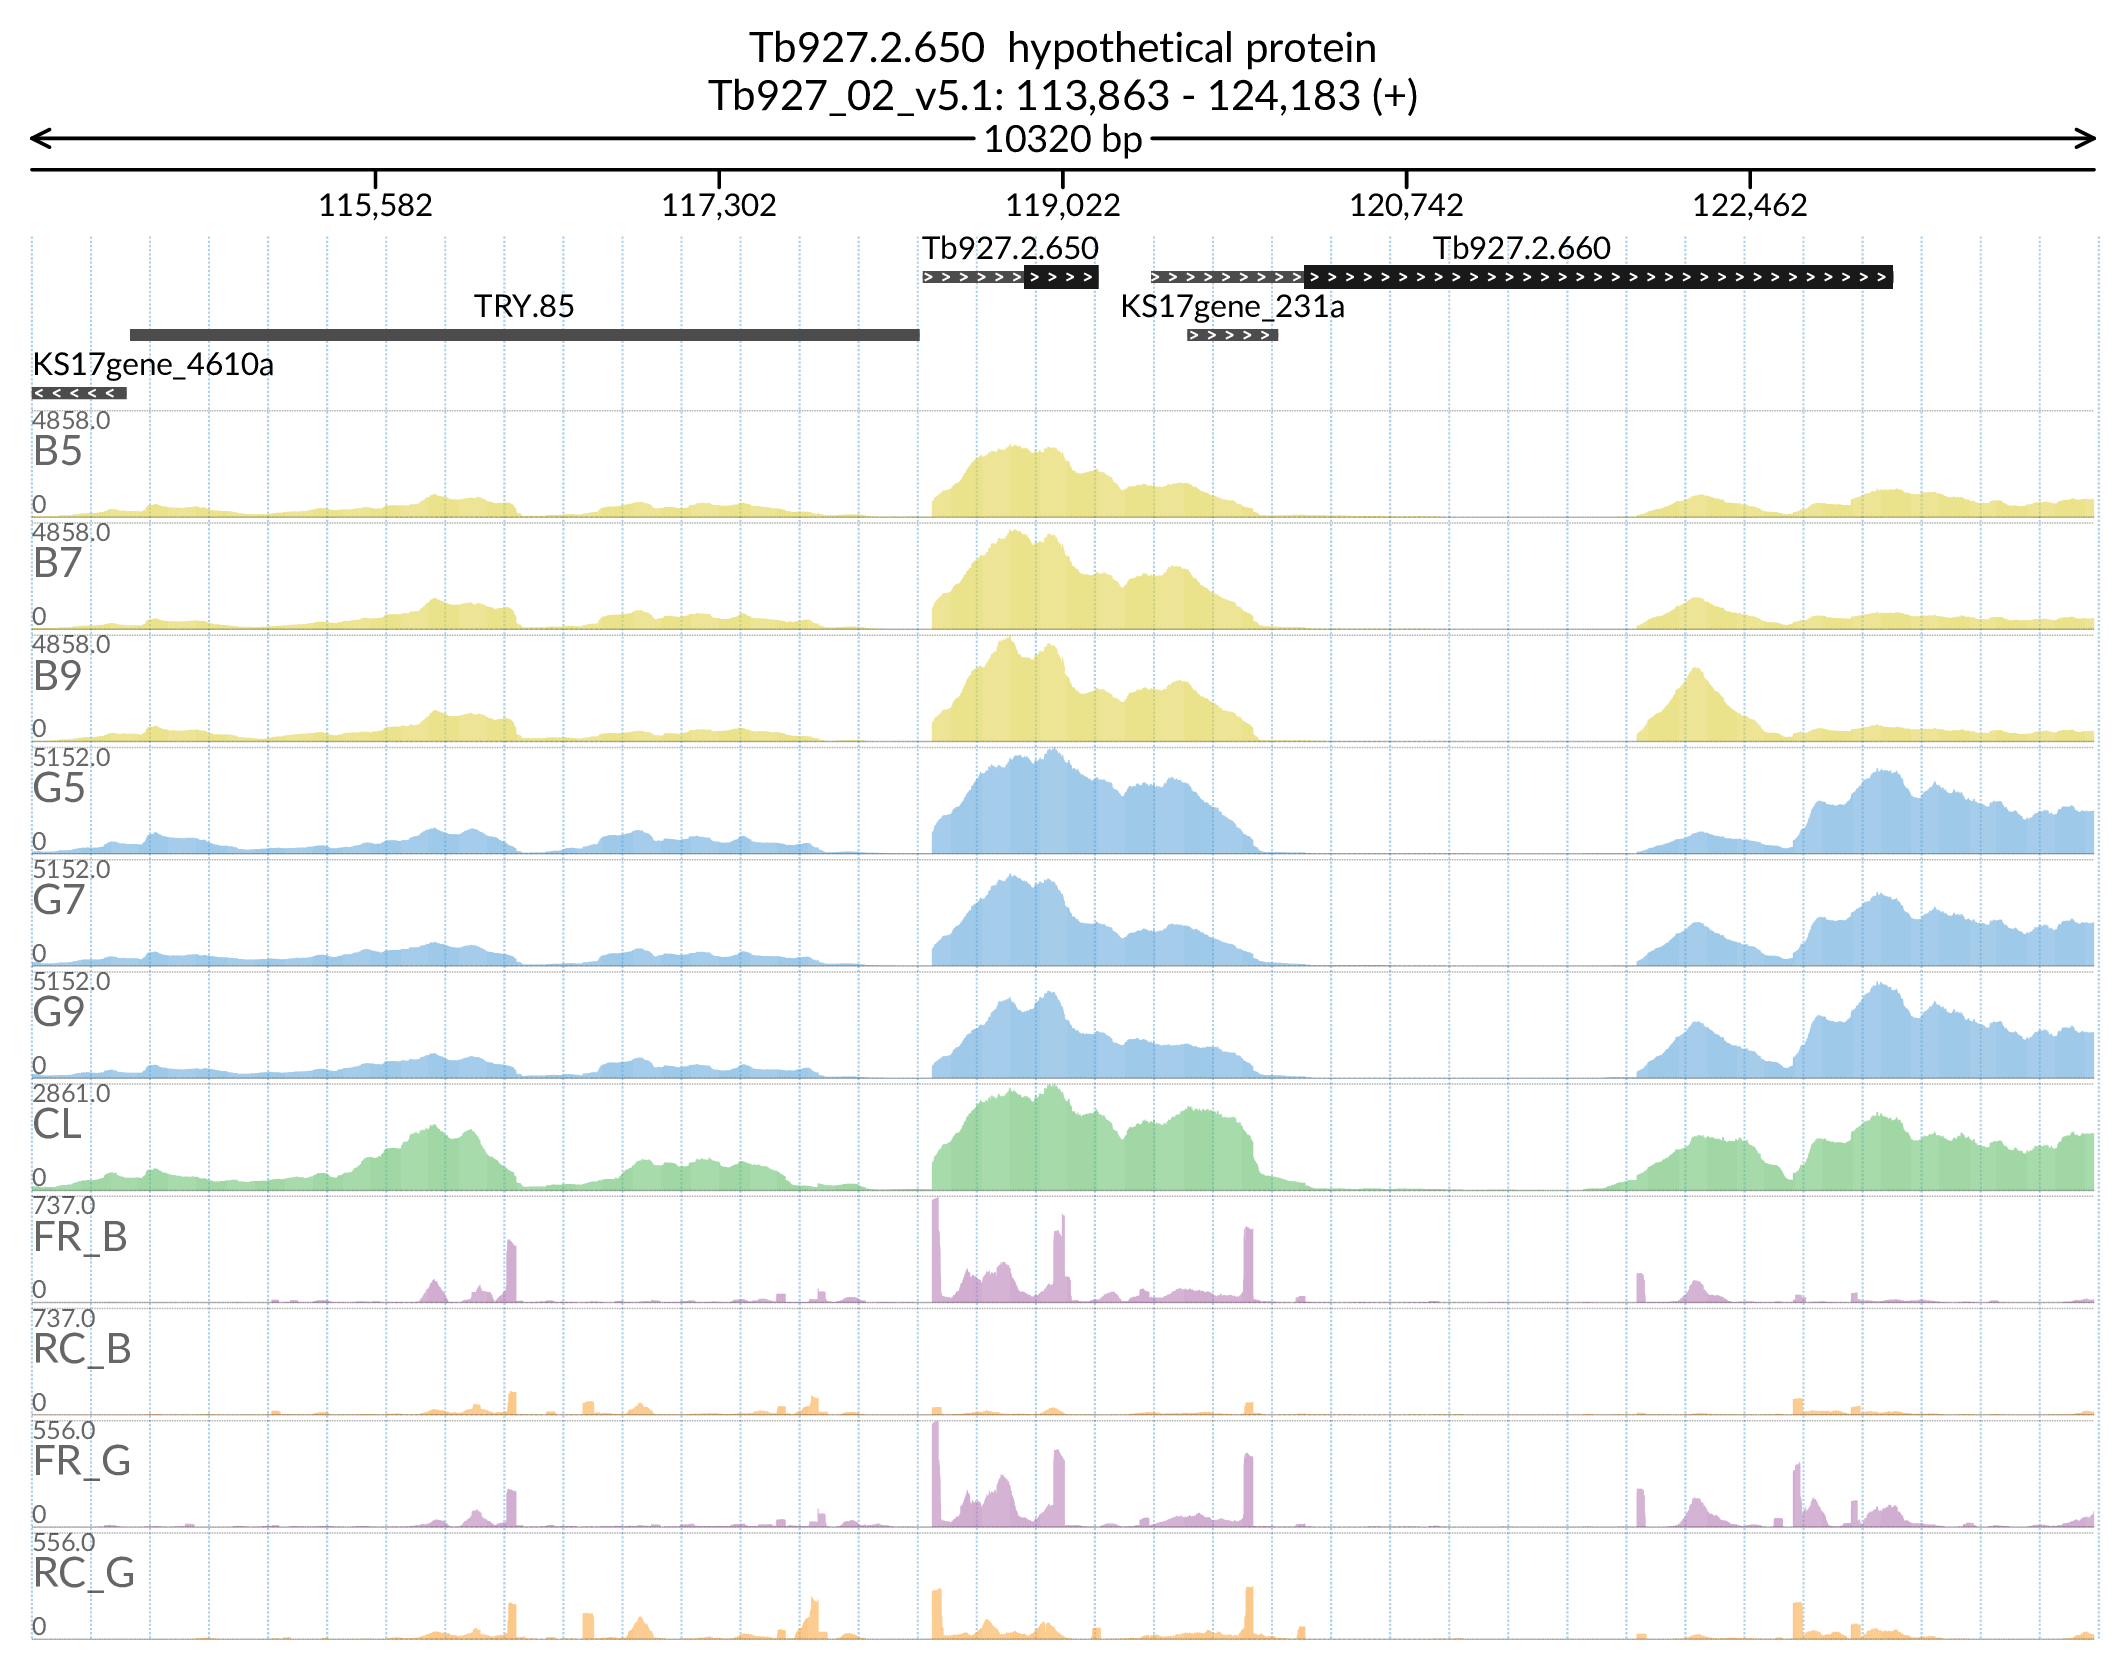 Tb927.2.650 hypothetical protein
Tb927_02_v5.1: 113,863 - 124,183 (+)
10320 bp
115,582 117,302 119,022 120,742 122,462
Tb927.2.650 Tb927.2.660
TRY.85 KS17gene_231a
KS17gene_4610a
4858.0
B5
0
4858.0
B7
0
4858.0
B9
0
5152.0
G5
0
5152.0
G7
0
5152.0
G9
0
2861.0
CL
0
737.0
FR_B
0
737.0
RC_B
0
556.0
FR_G
0
556.0
RC_G
0